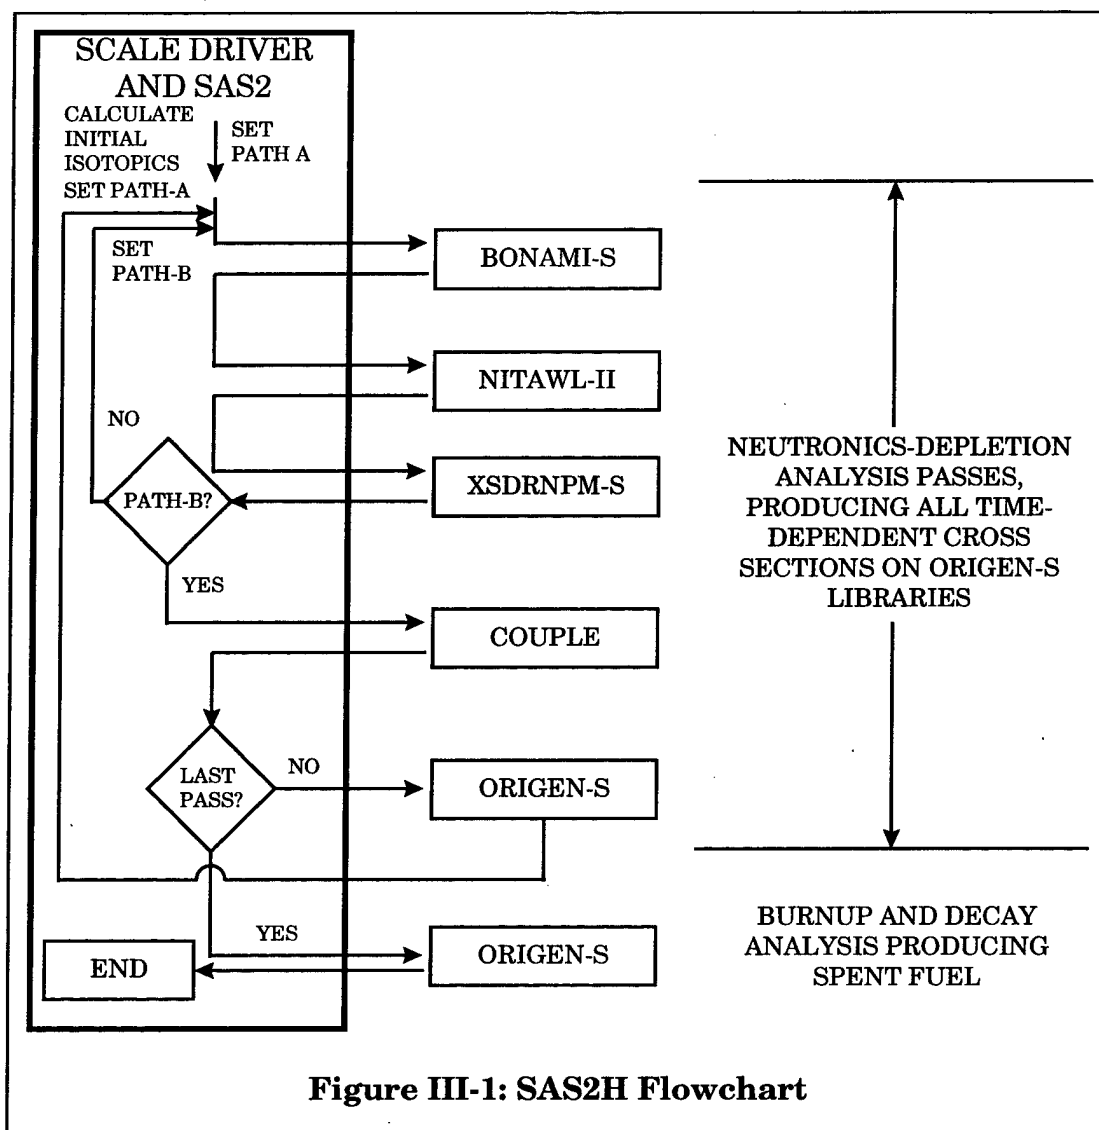 SCALE DRIVER
AND SAS2
CALCULATE
INITIAL
ISOTOPICS
SET PATH-A
SET
PATH A
SET
PATH-B
BONAMI-S
NITAWL-II
NO
XSDRNPM-S
PATH-B?
YES
COUPLE
LAST
PASS?
NO
ORIGEN-S
YES
ORIGEN-S
END
NEUTRONICS-DEPLETION
ANALYSIS PASSES,
PRODUCING ALL TIME-
DEPENDENT CROSS
SECTIONS ON ORIGEN-S
LIBRARIES
BURNUP AND DECAY
ANALYSIS PRODUCING
SPENT FUEL
Figure III-1: SAS2H Flowchart